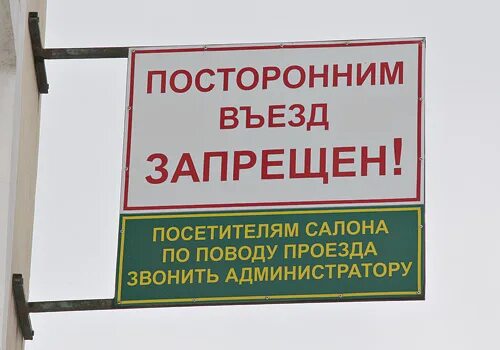 ПОСТОРОННИМ
ВЪЕЗД
ЗАПРЕЩЕН!
ПОСЕТИТЕЛЯМ САЛОНА
ПО ПОВОДУ ПРОЕЗДА
ЗВОНИТЬ АДМИНИСТРАТОРУ